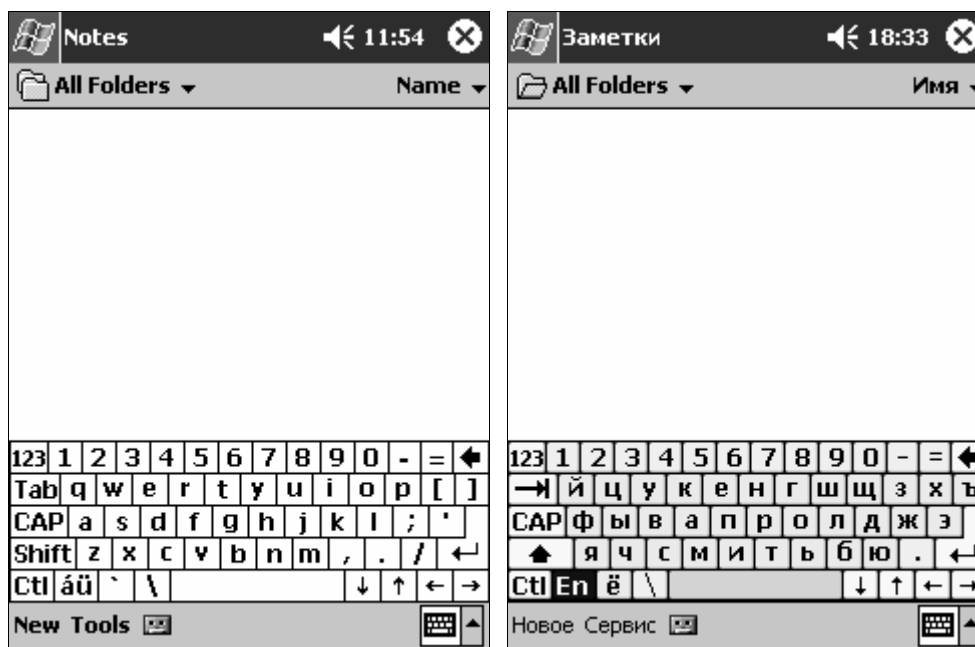 Notes 11:54
All Folders Name
123 1 2 3 4 5 6 7 8 9 0 - =
Tab q w e r t y u i o p [ ]
CAP a s d f g h j k l ; '
Shift z x c v b n m , . /
Ctl áü ` \ ↓ ↑ ← →
New Tools
Заметки 18:33
All Folders Имя
123 1 2 3 4 5 6 7 8 9 0 - =
й ц у к е н г ш щ з х ъ
CAP ф ы в а п р о л д ж э
я ч с м и т ь б ю .
Ctl En ё \ ↓ ↑ ← →
Новое Сервис